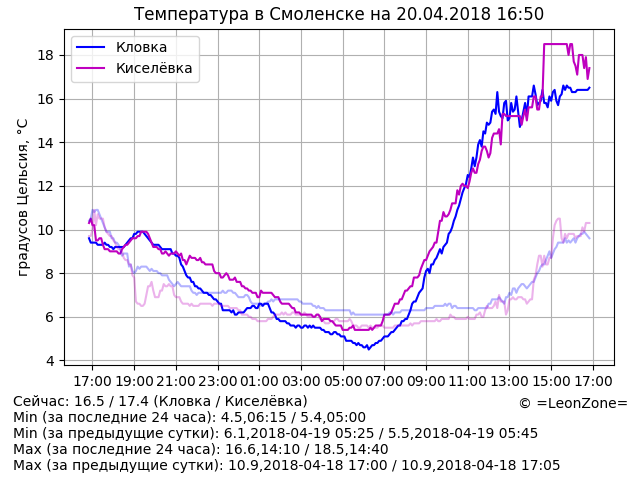 Температура в Смоленске на 20.04.2018 16:50
Кловка
Киселёвка
градусов Цельсия, °C
18
16
14
12
10
8
6
4
17:00 19:00 21:00 23:00 01:00 03:00 05:00 07:00 09:00 11:00 13:00 15:00 17:00
Сейчас: 16.5 / 17.4 (Кловка / Киселёвка)
© =LeonZone=
Min (за последние 24 часа): 4.5,06:15 / 5.4,05:00
Min (за предыдущие сутки): 6.1,2018-04-19 05:25 / 5.5,2018-04-19 05:45
Max (за последние 24 часа): 16.6,14:10 / 18.5,14:40
Max (за предыдущие сутки): 10.9,2018-04-18 17:00 / 10.9,2018-04-18 17:05